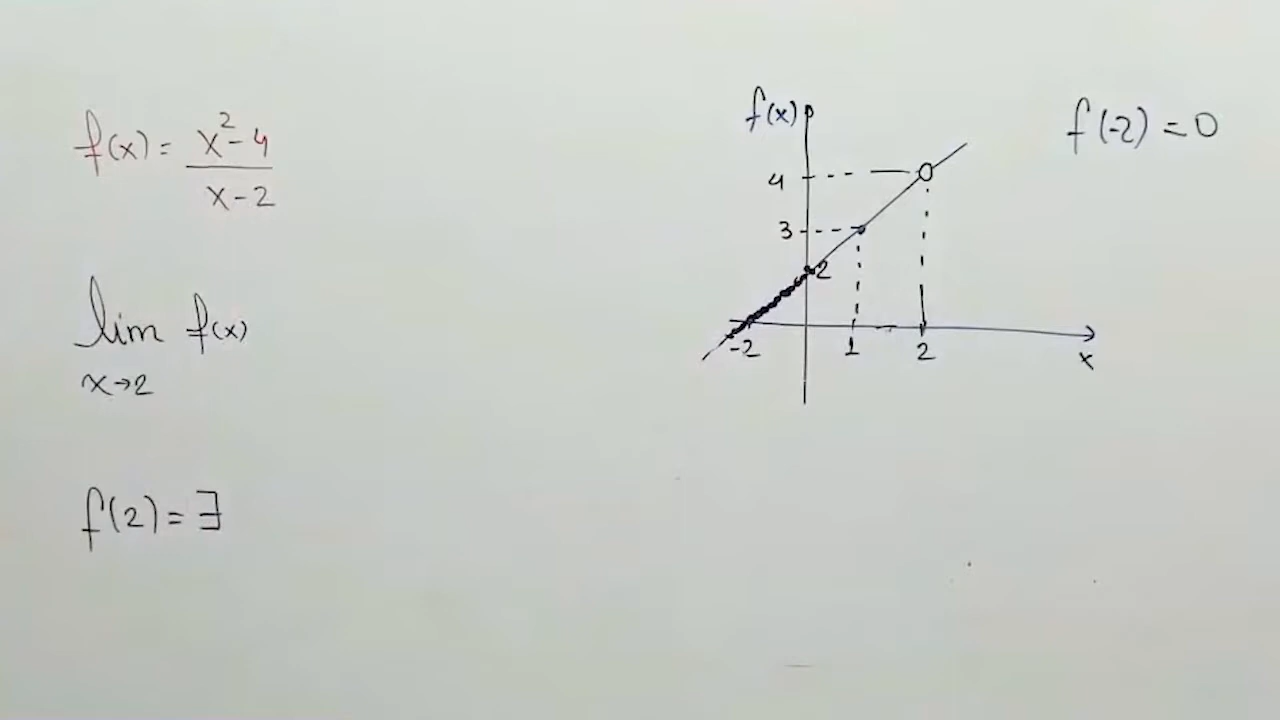 f(x) = x² - 4
x - 2
lim f(x)
x→2
f(2) = ∃
f(x)
4
3
2
-2 1 2
x
f(-2) = 0